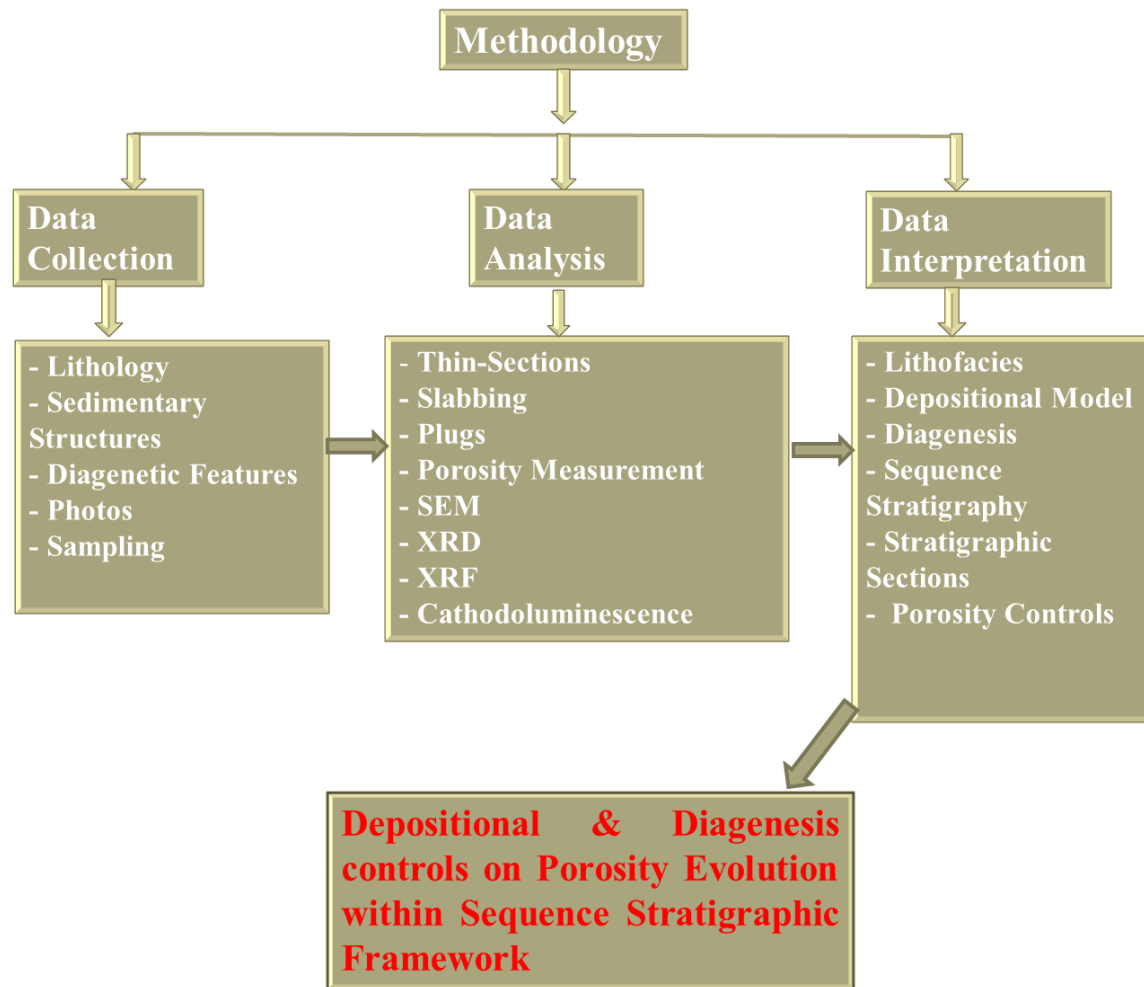 Methodology
Data
Collection
Data
Analysis
Data
Interpretation
- Lithology
- Sedimentary
Structures
- Diagenetic Features
- Photos
- Sampling
- Thin-Sections
- Slabbing
- Plugs
- Porosity Measurement
- SEM
- XRD
- XRF
- Cathodoluminescence
- Lithofacies
- Depositional Model
- Diagenesis
- Sequence
Stratigraphy
- Stratigraphic
Sections
- Porosity Controls
Depositional & Diagenesis
controls on Porosity Evolution
within Sequence Stratigraphic
Framework